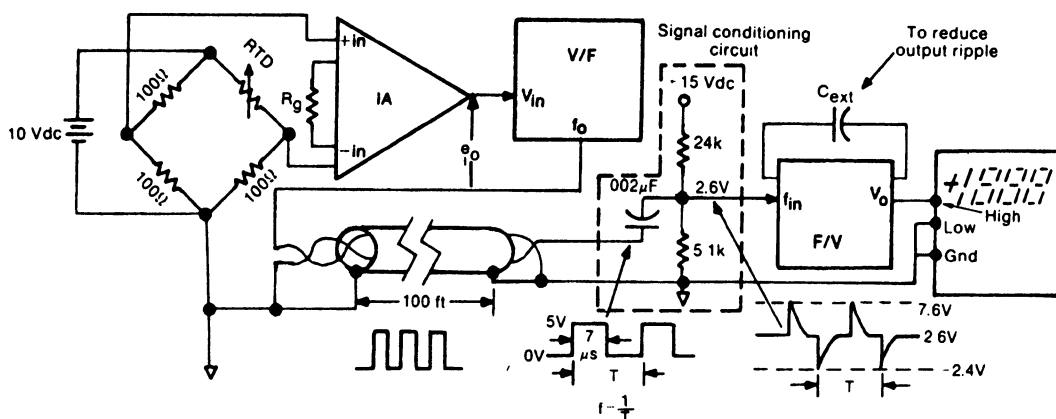 Signal conditioning
circuit
To reduce
output ripple
RTD
100Ω
100Ω
100Ω
10 Vdc
+in
Rg
IA
-in
eo
V/F
Vin
fo
15 Vdc
24k
002µF
2.6V
5 1k
Cext
fin
Vo
F/V
High
Low
Gnd
100 ft
5V
0V
7
µs
T
f - 1/T
7.6V
2.6V
-2.4V
T